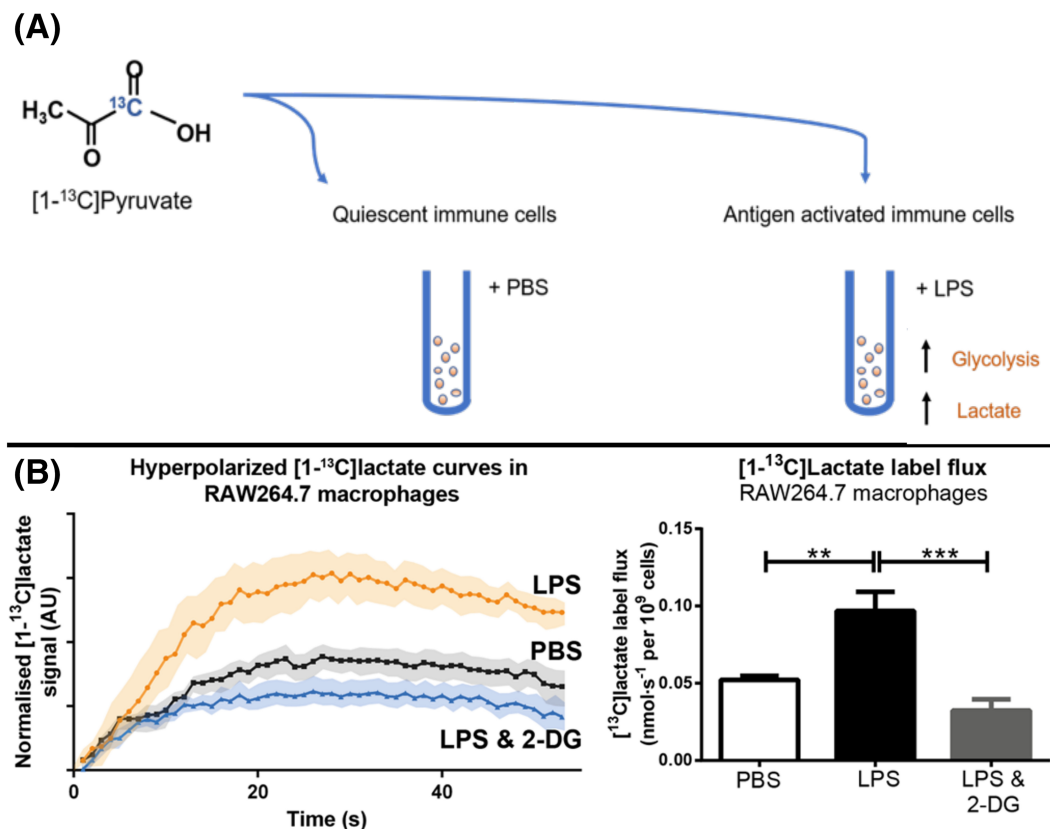 (A)
O
H₃C
¹³C
OH
O
[1-¹³C]Pyruvate
Quiescent immune cells
Antigen activated immune cells
+ PBS
+ LPS
Glycolysis
Lactate
(B)
Hyperpolarized [1-¹³C]lactate curves in
RAW264.7 macrophages
Normalised [1-¹³C]lactate
signal (AU)
LPS
PBS
LPS & 2-DG
0
20
40
Time (s)
[1-¹³C]Lactate label flux
RAW264.7 macrophages
[¹³C]lactate label flux
(nmol·s⁻¹ per 10⁹ cells)
0.15
0.10
0.05
0.00
**
***
PBS
LPS
LPS &
2-DG